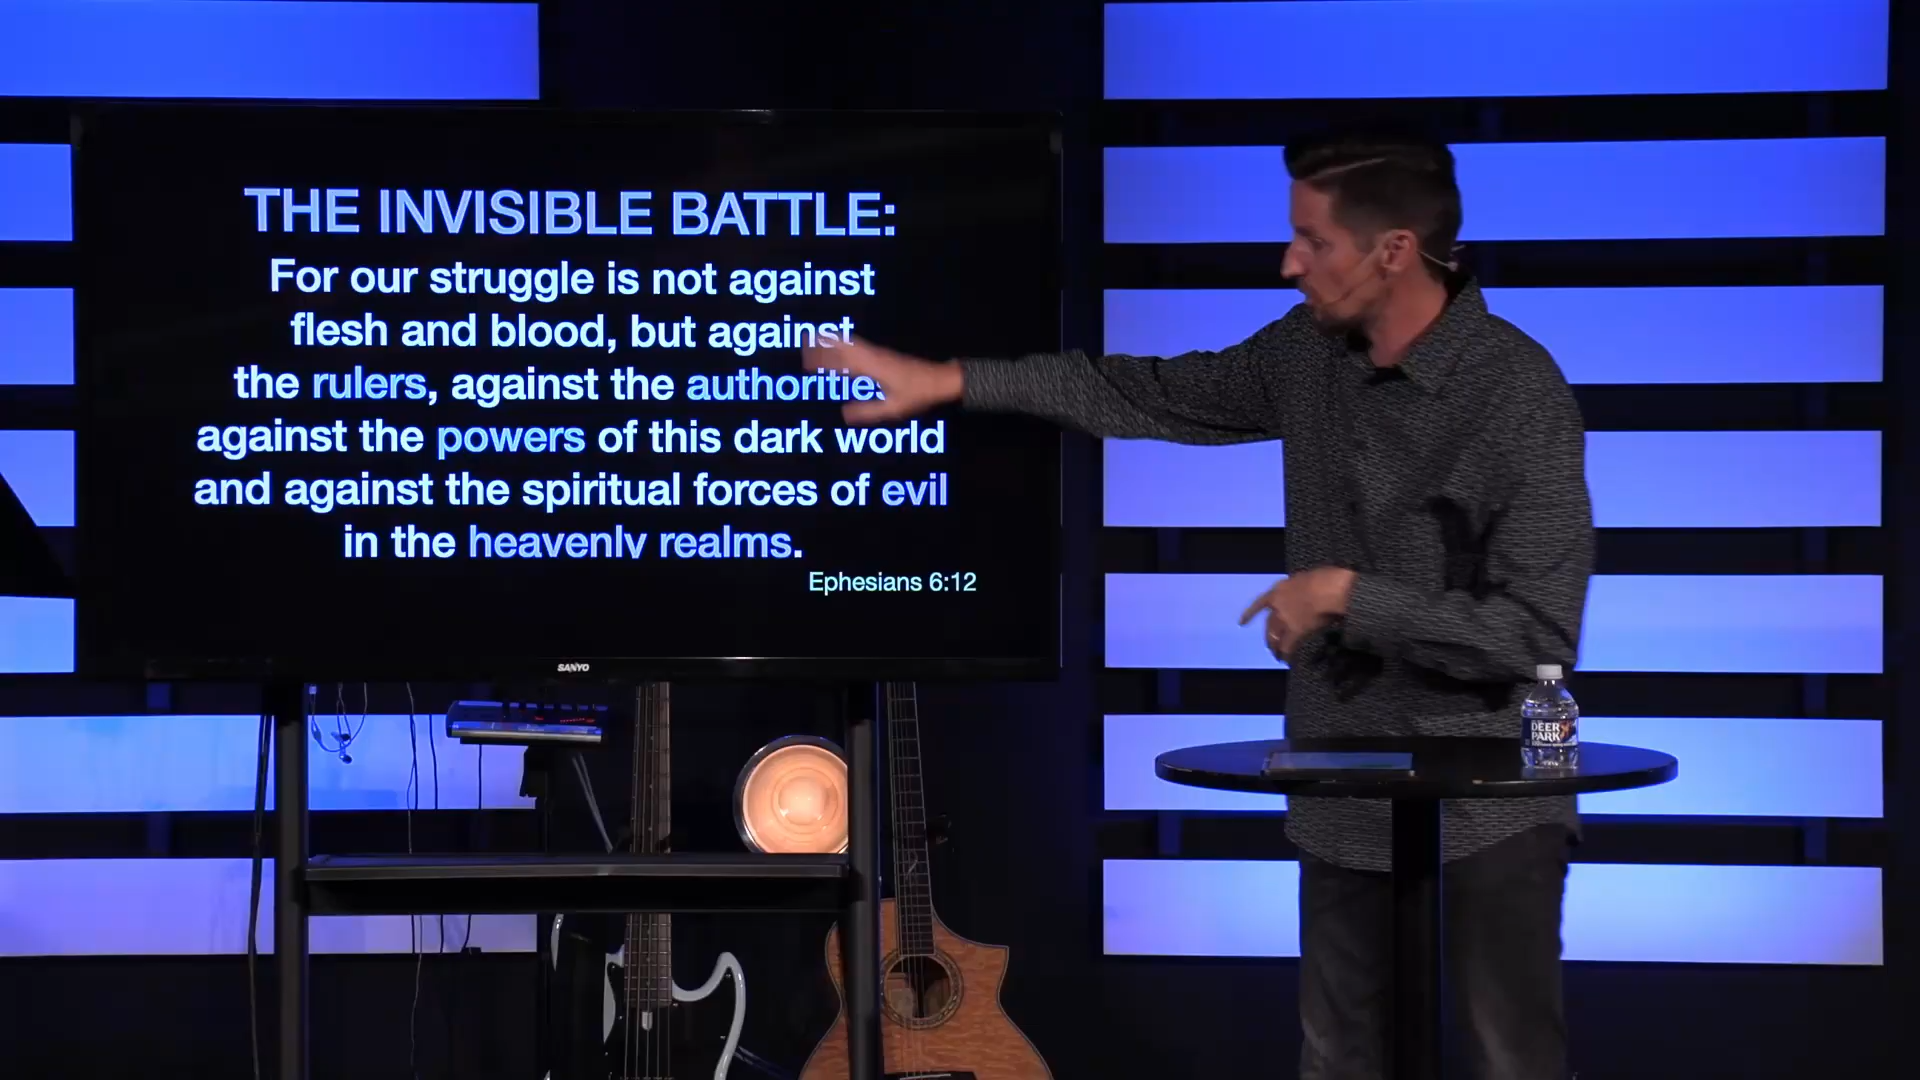 THE INVISIBLE BATTLE:
For our struggle is not against
flesh and blood, but against
the rulers, against the authorities
against the powers of this dark world
and against the spiritual forces of evil
in the heavenly realms.
Ephesians 6:12
SANYO
DEER
PARK